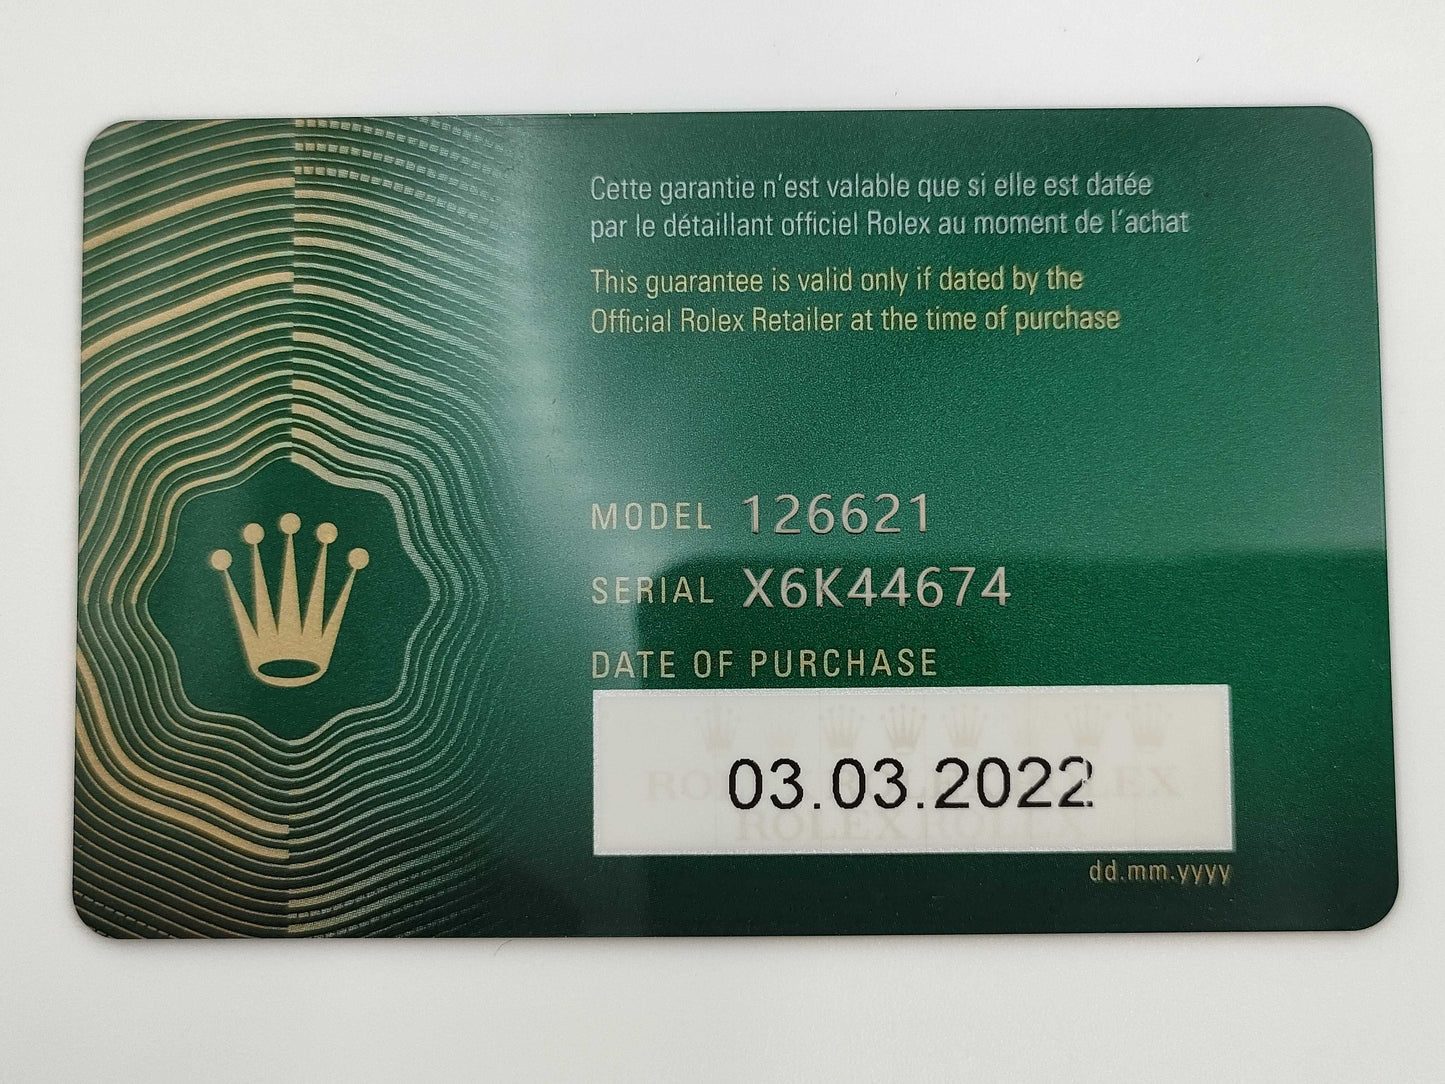 Cette garantie n'est valable que si elle est datée
par le détaillant officiel Rolex au moment de l'achat
This guarantee is valid only if dated by the
Official Rolex Retailer at the time of purchase
MODEL 126621
SERIAL X6K44674
DATE OF PURCHASE
03.03.2022
ROLEX ROLEX
dd.mm.yyyy